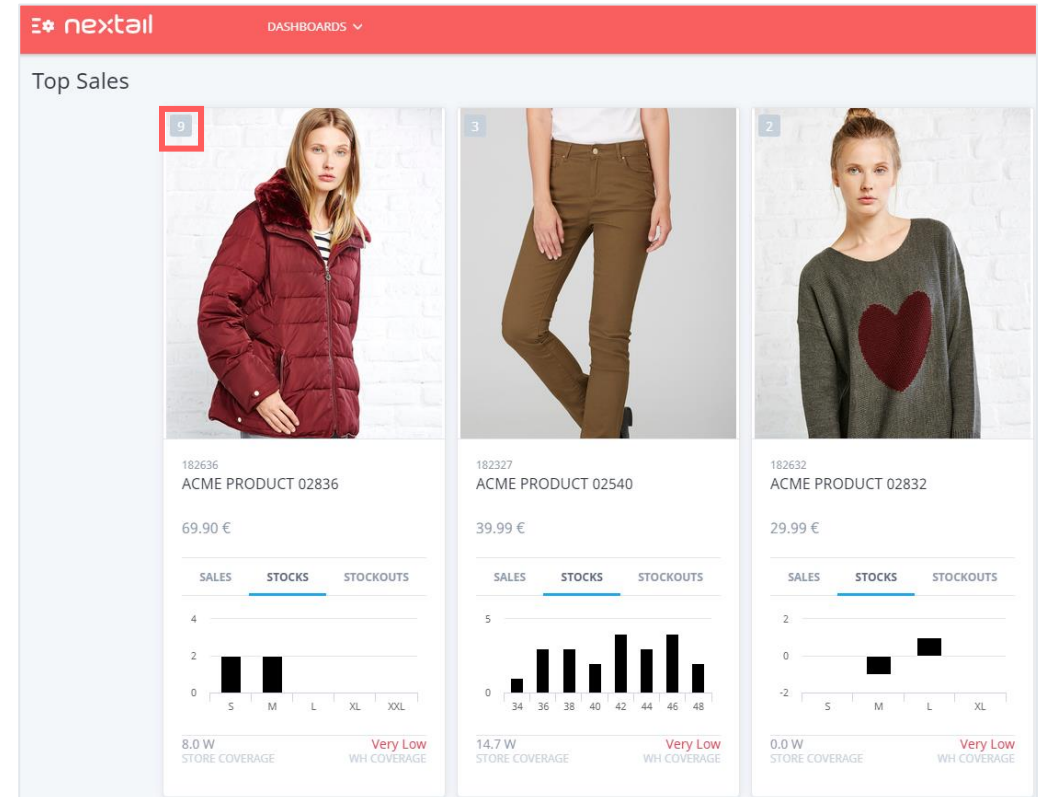 nextail
DASHBOARDS
Top Sales
9
3
2
182636
ACME PRODUCT 02836
69.90 €
SALES STOCKS STOCKOUTS
4
2
0
S M L XL XXL
8.0 W Very Low
STORE COVERAGE WH COVERAGE
182327
ACME PRODUCT 02540
39.99 €
SALES STOCKS STOCKOUTS
5
0
34 36 38 40 42 44 46 48
14.7 W Very Low
STORE COVERAGE WH COVERAGE
182632
ACME PRODUCT 02832
29.99 €
SALES STOCKS STOCKOUTS
2
0
-2
S M L XL
0.0 W Very Low
STORE COVERAGE WH COVERAGE